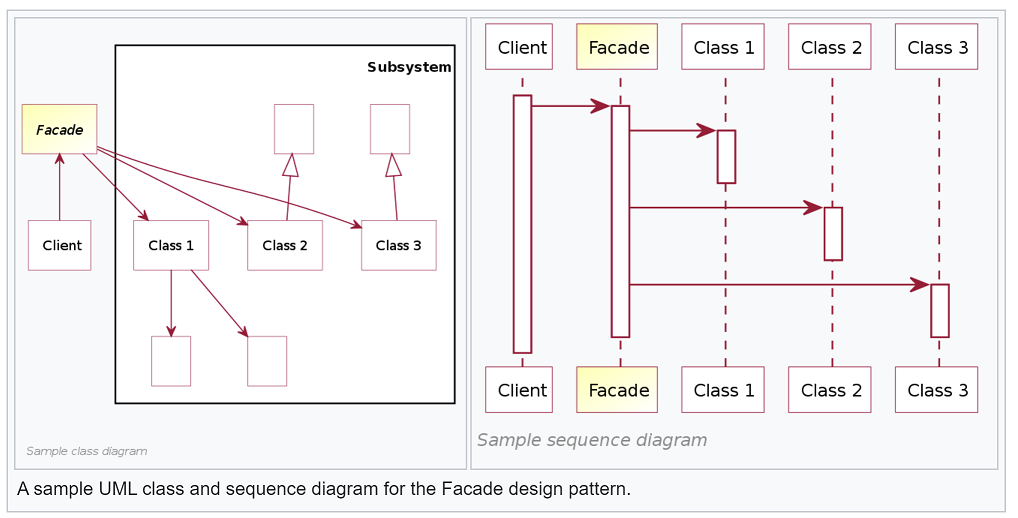 Subsystem
Facade
Client
Class 1
Class 2
Class 3
Sample class diagram
Client
Facade
Class 1
Class 2
Class 3
Client
Facade
Class 1
Class 2
Class 3
Sample sequence diagram
A sample UML class and sequence diagram for the Facade design pattern.